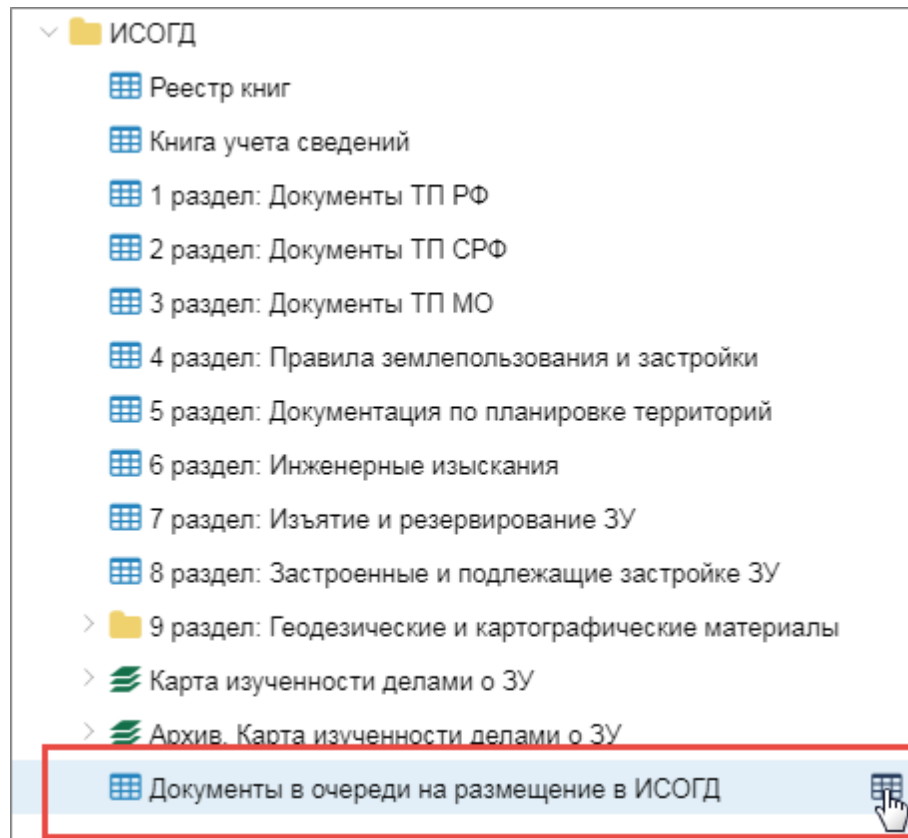 ИСОГД
Реестр книг
Книга учета сведений
1 раздел: Документы ТП РФ
2 раздел: Документы ТП СРФ
3 раздел: Документы ТП МО
4 раздел: Правила землепользования и застройки
5 раздел: Документация по планировке территорий
6 раздел: Инженерные изыскания
7 раздел: Изъятие и резервирование ЗУ
8 раздел: Застроенные и подлежащие застройке ЗУ
9 раздел: Геодезические и картографические материалы
Карта изученности делами о ЗУ
Архив. Карта изученности делами о ЗУ
Документы в очереди на размещение в ИСОГД